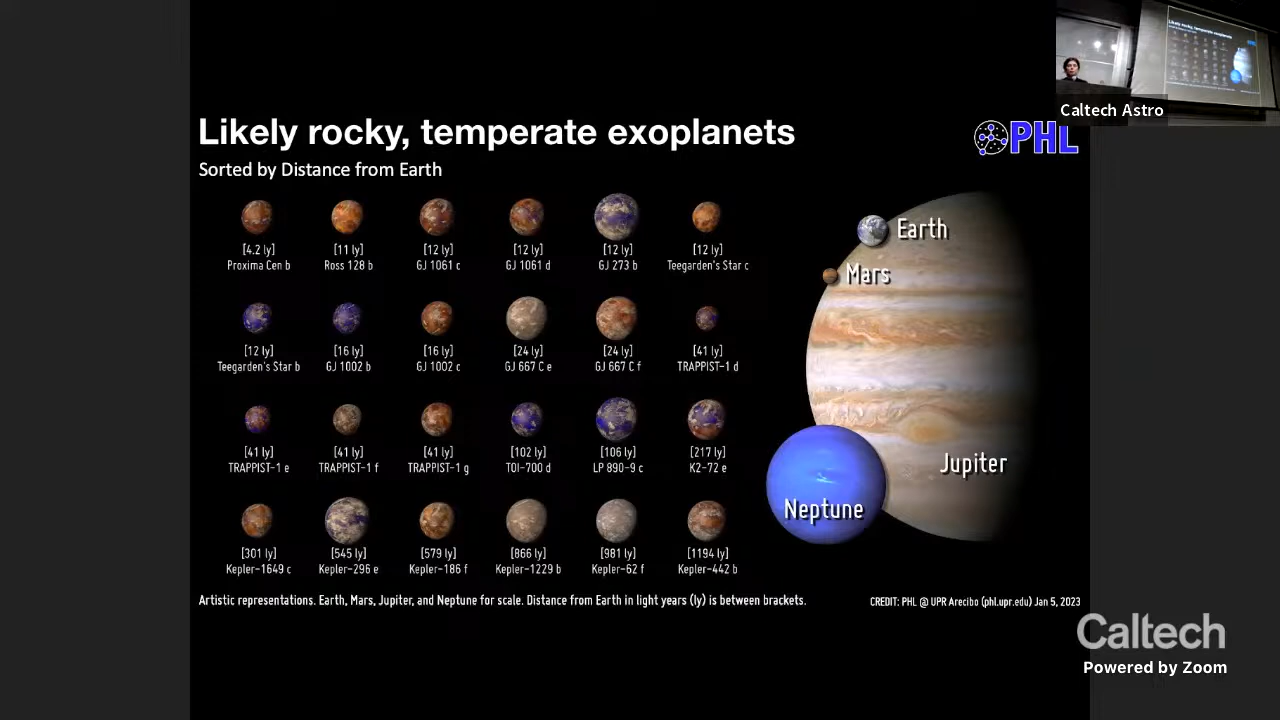 Likely rocky, temperate exoplanets
PHL
Caltech Astro
Sorted by Distance from Earth
[4.2 ly] [11 ly] [12 ly] [12 ly] [12 ly] [12 ly]
Proxima Cen b Ross 128 b GJ 1061 c GJ 1061 d GJ 273 b Teegarden's Star c
[12 ly] [16 ly] [16 ly] [24 ly] [24 ly] [41 ly]
Teegarden's Star b GJ 1002 b GJ 1002 c GJ 667 C e GJ 667 C f TRAPPIST-1 d
[41 ly] [41 ly] [41 ly] [102 ly] [106 ly] [217 ly]
TRAPPIST-1 e TRAPPIST-1 f TRAPPIST-1 g TOI-700 d LP 890-9 c K2-72 e
[301 ly] [545 ly] [579 ly] [866 ly] [981 ly] [1194 ly]
Kepler-1649 c Kepler-296 e Kepler-186 f Kepler-1229 b Kepler-62 f Kepler-442 b
Earth
Mars
Jupiter
Neptune
Artistic representations. Earth, Mars, Jupiter, and Neptune for scale. Distance from Earth in light years (ly) is between brackets.
CREDIT: PHL @ UPR Arecibo (phl.upr.edu) Jan 5, 2023
Caltech
Powered by Zoom
Likely rocky, temperate exoplanets